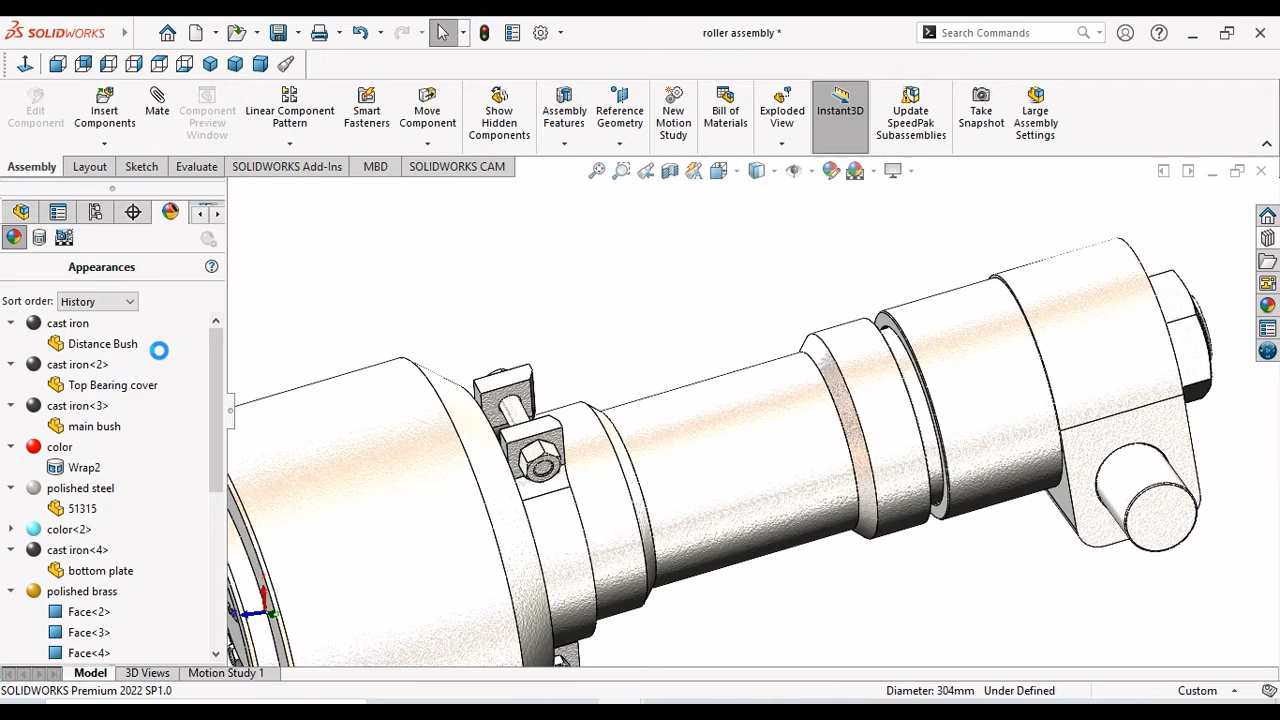 SOLIDWORKS
roller assembly *
Search Commands
Edit
Component
Insert
Components
Mate
Component
Preview
Window
Linear Component
Pattern
Smart
Fasteners
Move
Component
Show
Hidden
Components
Assembly
Features
Reference
Geometry
New
Motion
Study
Bill of
Materials
Exploded
View
Instant3D
Update
SpeedPak
Subassemblies
Take
Snapshot
Large
Assembly
Settings
Assembly
Layout
Sketch
Evaluate
SOLIDWORKS Add-Ins
MBD
SOLIDWORKS CAM
Appearances
Sort order: History
cast iron
Distance Bush
cast iron<2>
Top Bearing cover
cast iron<3>
main bush
color
Wrap2
polished steel
51315
color<2>
cast iron<4>
bottom plate
polished brass
Face<2>
Face<3>
Face<4>
Model
3D Views
Motion Study 1
SOLIDWORKS Premium 2022 SP1.0
Diameter: 304mm
Under Defined
Custom